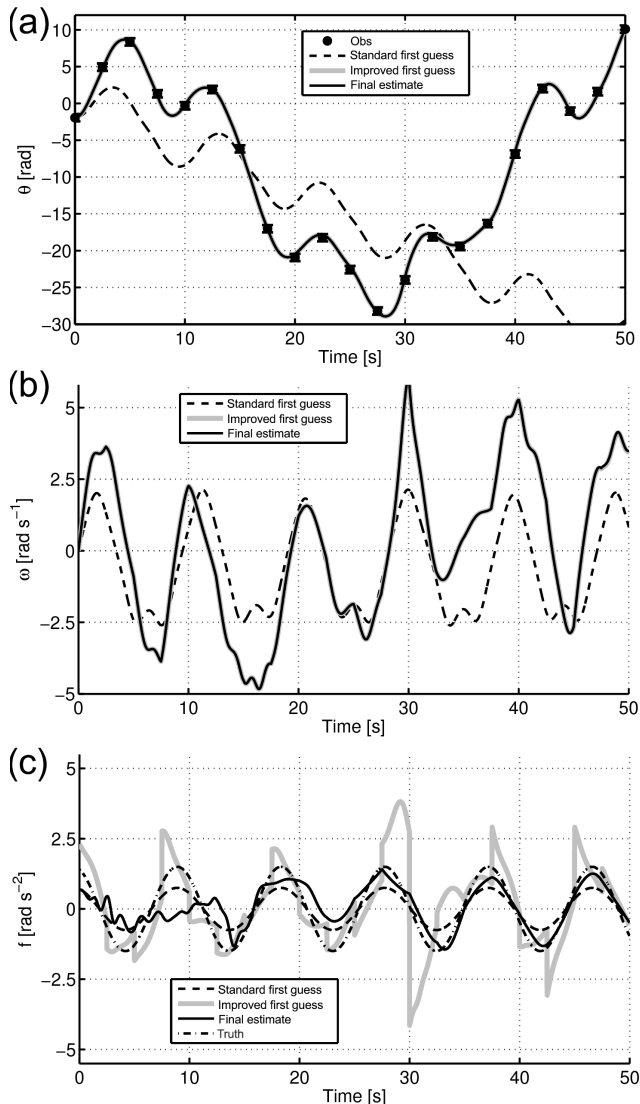 (a)
10
5
0
−5
−10
−15
−20
−25
−30
θ [rad]
Obs
Standard first guess
Improved first guess
Final estimate
0 10 20 30 40 50
Time [s]
(b)
5
2.5
0
−2.5
−5
ω [rad s−1]
Standard first guess
Improved first guess
Final estimate
0 10 20 30 40 50
Time [s]
(c)
5
2.5
0
−2.5
−5
f [rad s−2]
Standard first guess
Improved first guess
Final estimate
Truth
0 10 20 30 40 50
Time [s]